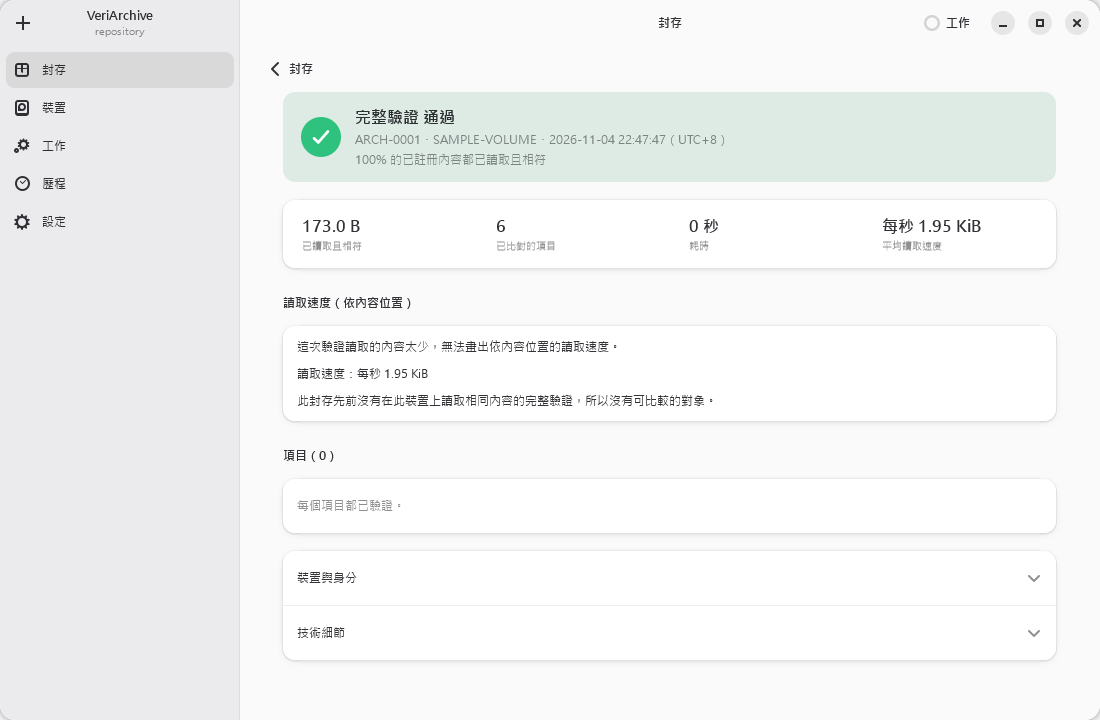 VeriArchive
repository
封存
裝置
工作
歷程
設定
封存
工作
封存
完整驗證 通過
ARCH-0001 · SAMPLE-VOLUME · 2026-11-04 22:47:47（UTC+8）
100% 的已註冊內容都已讀取且相符
173.0 B
已讀取且相符
6
已比對的項目
0 秒
耗時
每秒 1.95 KiB
平均讀取速度
讀取速度（依內容位置）
這次驗證讀取的內容太少，無法畫出依內容位置的讀取速度。
讀取速度：每秒 1.95 KiB
此封存先前沒有在此裝置上讀取相同內容的完整驗證，所以沒有可比較的對象。
項目（0）
每個項目都已驗證。
裝置與身分
技術細節